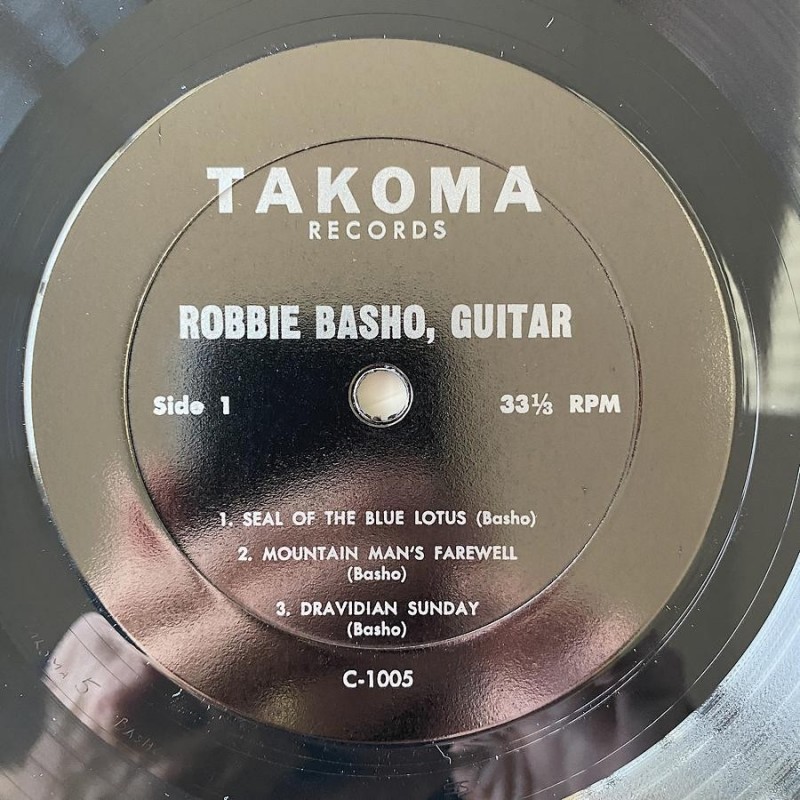 TAKOMA
RECORDS
ROBBIE BASHO, GUITAR
Side 1 33⅓ RPM
1. SEAL OF THE BLUE LOTUS (Basho)
2. MOUNTAIN MAN'S FAREWELL
(Basho)
3. DRAVIDIAN SUNDAY
(Basho)
C-1005